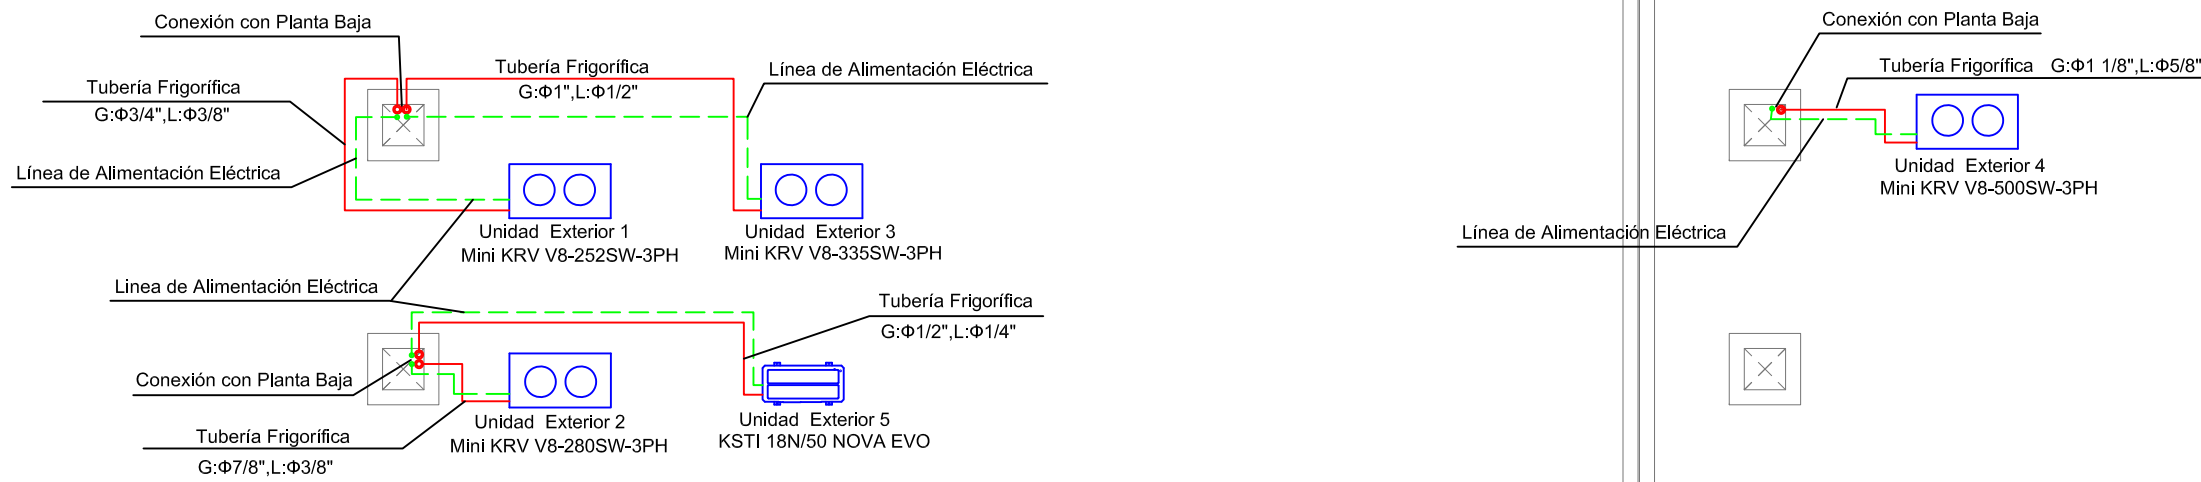 Conexión con Planta Baja
Tubería Frigorífica
G:Φ3/4",L:Φ3/8"
Línea de Alimentación Eléctrica
Tubería Frigorífica
G:Φ1",L:Φ1/2"
Línea de Alimentación Eléctrica
Unidad Exterior 1
Mini KRV V8-252SW-3PH
Unidad Exterior 3
Mini KRV V8-335SW-3PH
Linea de Alimentación Eléctrica
Tubería Frigorífica
G:Φ1/2",L:Φ1/4"
Conexión con Planta Baja
Tubería Frigorífica
G:Φ7/8",L:Φ3/8"
Unidad Exterior 2
Mini KRV V8-280SW-3PH
Unidad Exterior 5
KSTI 18N/50 NOVA EVO
Conexión con Planta Baja
Tubería Frigorífica G:Φ1 1/8",L:Φ5/8"
Unidad Exterior 4
Mini KRV V8-500SW-3PH
Línea de Alimentación Eléctrica